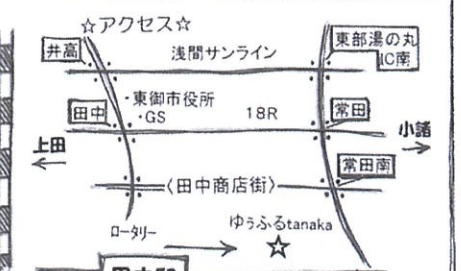 ☆アクセス☆
井高
浅間サンライン
東部湯の丸
IC南
・東御市役所
・GS
田中
18R
常田
上田
小諸
常田南
〈田中商店街〉
ロータリー
ゆぅふるtanaka
☆
田中駅